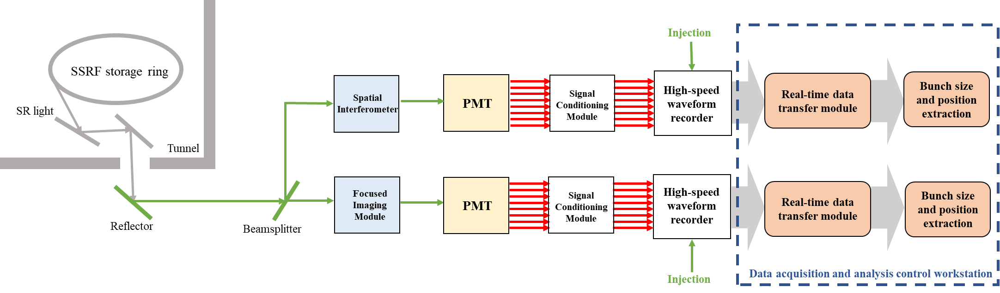 SSRF storage ring
SR light
Tunnel
Reflector
Beamsplitter
Spatial
Interferometer
PMT
Signal
Conditioning
Module
Injection
High-speed
waveform
recorder
Real-time data
transfer module
Bunch size
and position
extraction
Focused
Imaging
Module
PMT
Signal
Conditioning
Module
High-speed
waveform
recorder
Injection
Real-time data
transfer module
Bunch size
and position
extraction
Data acquisition and analysis control workstation